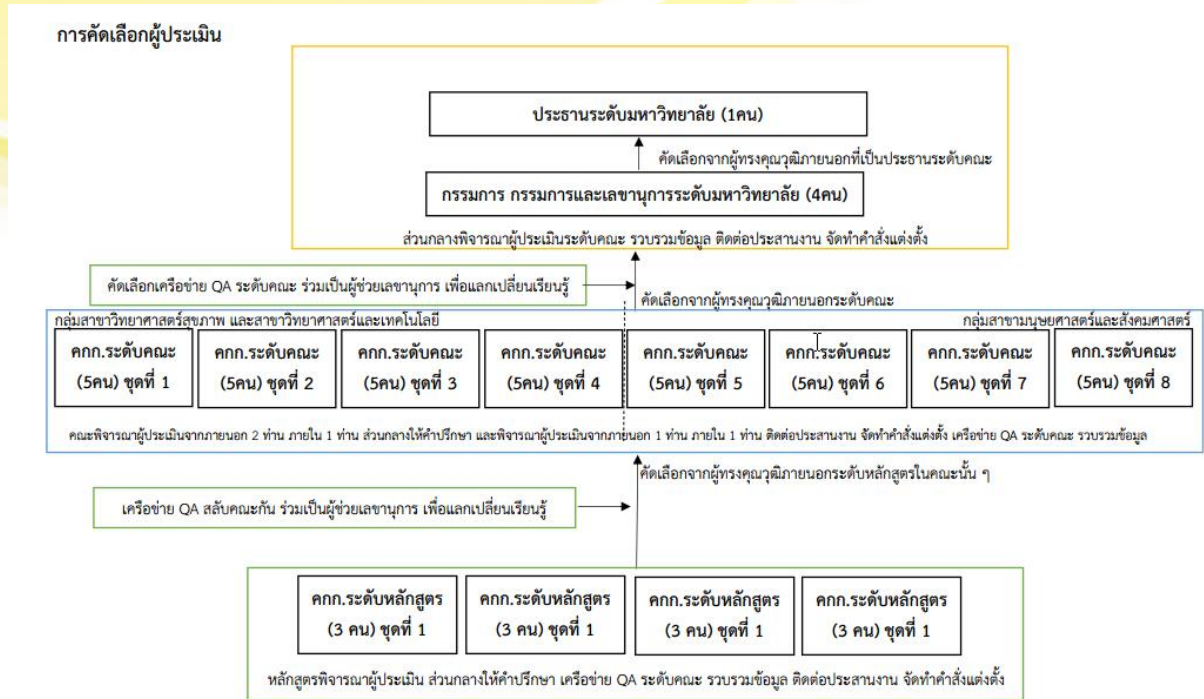 การคัดเลือกผู้ประเมิน
ประธานระดับมหาวิทยาลัย (1คน)
คัดเลือกจากผู้ทรงคุณวุฒิภายนอกที่เป็นประธานระดับคณะ
กรรมการ กรรมการและเลขานุการระดับมหาวิทยาลัย (4คน)
ส่วนกลางพิจารณาผู้ประเมินระดับคณะ รวบรวมข้อมูล ติดต่อประสานงาน จัดทำคำสั่งแต่งตั้ง
คัดเลือกเครือข่าย QA ระดับคณะ ร่วมเป็นผู้ช่วยเลขานุการ เพื่อแลกเปลี่ยนเรียนรู้
คัดเลือกจากผู้ทรงคุณวุฒิภายนอกระดับคณะ
กลุ่มสาขาวิทยาศาสตร์สุขภาพ และสาขาวิทยาศาสตร์และเทคโนโลยี
กลุ่มสาขามนุษยศาสตร์และสังคมศาสตร์
คกก.ระดับคณะ
(5คน) ชุดที่ 1
คกก.ระดับคณะ
(5คน) ชุดที่ 2
คกก.ระดับคณะ
(5คน) ชุดที่ 3
คกก.ระดับคณะ
(5คน) ชุดที่ 4
คกก.ระดับคณะ
(5คน) ชุดที่ 5
คกก.ระดับคณะ
(5คน) ชุดที่ 6
คกก.ระดับคณะ
(5คน) ชุดที่ 7
คกก.ระดับคณะ
(5คน) ชุดที่ 8
คณะพิจารณาผู้ประเมินจากภายนอก 2 ท่าน ภายใน 1 ท่าน ส่วนกลางให้คำปรึกษา และพิจารณาผู้ประเมินจากภายนอก 1 ท่าน ภายใน 1 ท่าน ติดต่อประสานงาน จัดทำคำสั่งแต่งตั้ง เครือข่าย QA ระดับคณะ รวบรวมข้อมูล
คัดเลือกจากผู้ทรงคุณวุฒิภายนอกระดับหลักสูตรในคณะนั้น ๆ
เครือข่าย QA สลับคณะกัน ร่วมเป็นผู้ช่วยเลขานุการ เพื่อแลกเปลี่ยนเรียนรู้
คกก.ระดับหลักสูตร
(3 คน) ชุดที่ 1
คกก.ระดับหลักสูตร
(3 คน) ชุดที่ 1
คกก.ระดับหลักสูตร
(3 คน) ชุดที่ 1
คกก.ระดับหลักสูตร
(3 คน) ชุดที่ 1
หลักสูตรพิจารณาผู้ประเมิน ส่วนกลางให้คำปรึกษา เครือข่าย QA ระดับคณะ รวบรวมข้อมูล ติดต่อประสานงาน จัดทำคำสั่งแต่งตั้ง